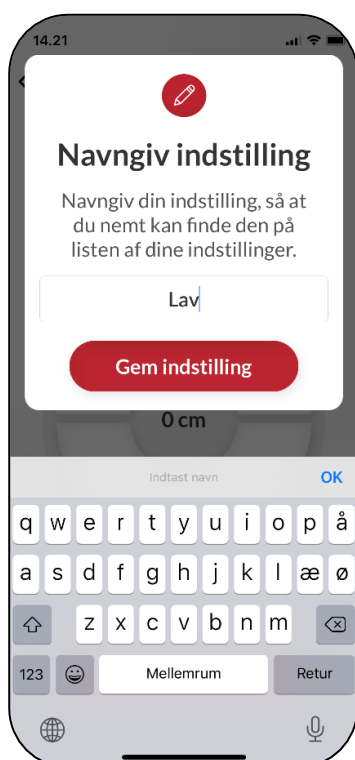 14.21
Navngiv indstilling
Navngiv din indstilling, så at
du nemt kan finde den på
listen af dine indstillinger.
Lav
Gem indstilling
0 cm
Indtast navn OK
q w e r t y u i o p å
a s d f g h j k l æ ø
z x c v b n m
123 Mellemrum Retur